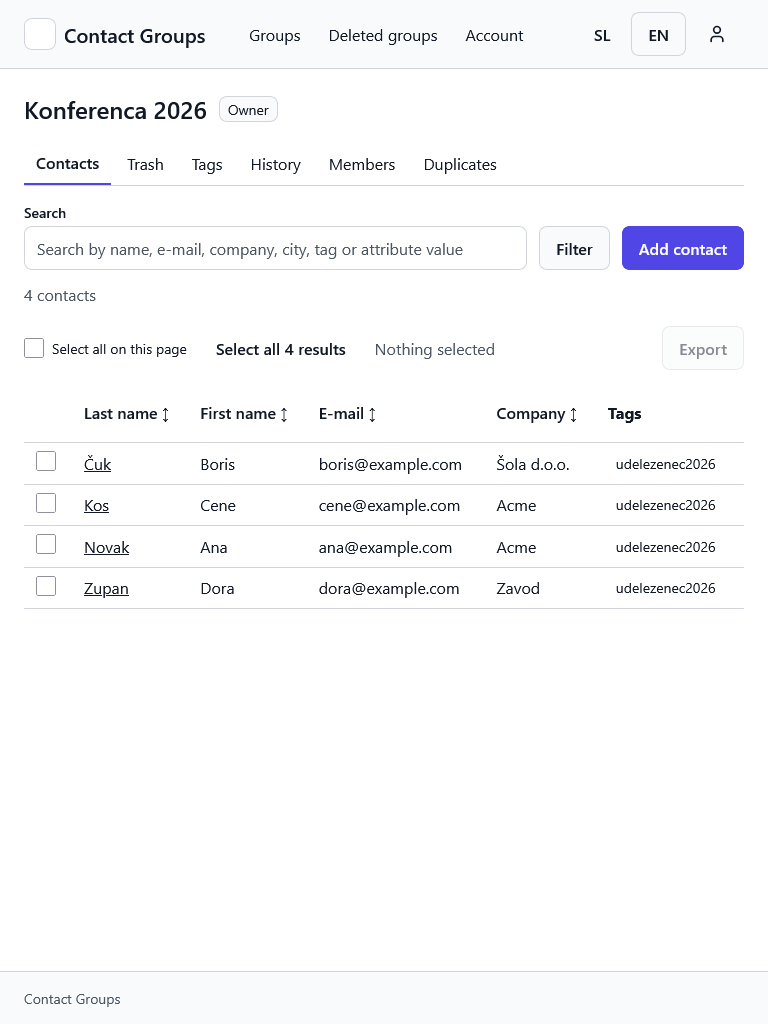 Contact Groups Groups Deleted groups Account SL EN
Konferenca 2026 Owner
Contacts Trash Tags History Members Duplicates
Search
Search by name, e-mail, company, city, tag or attribute value Filter Add contact
4 contacts
Select all on this page Select all 4 results Nothing selected Export
Last name First name E-mail Company Tags
Čuk Boris boris@example.com Šola d.o.o. udelezenec2026
Kos Cene cene@example.com Acme udelezenec2026
Novak Ana ana@example.com Acme udelezenec2026
Zupan Dora dora@example.com Zavod udelezenec2026
Contact Groups